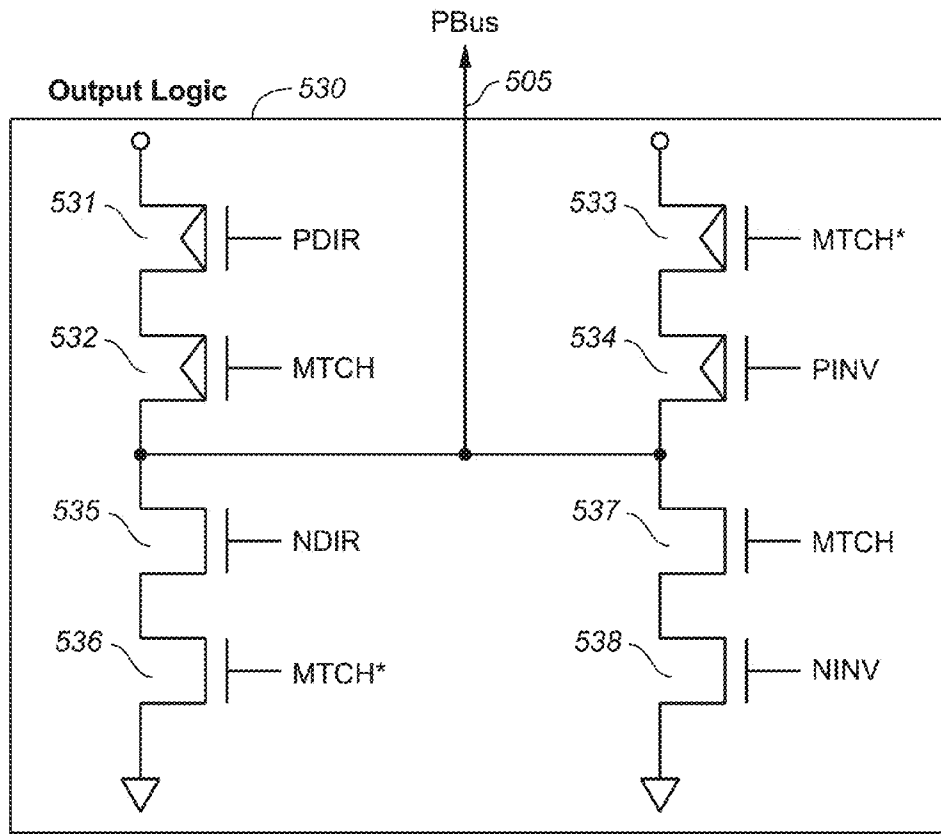 PBus
505
Output Logic 530
531 PDIR
533 MTCH*
532 MTCH
534 PINV
535 NDIR
537 MTCH
536 MTCH*
538 NINV